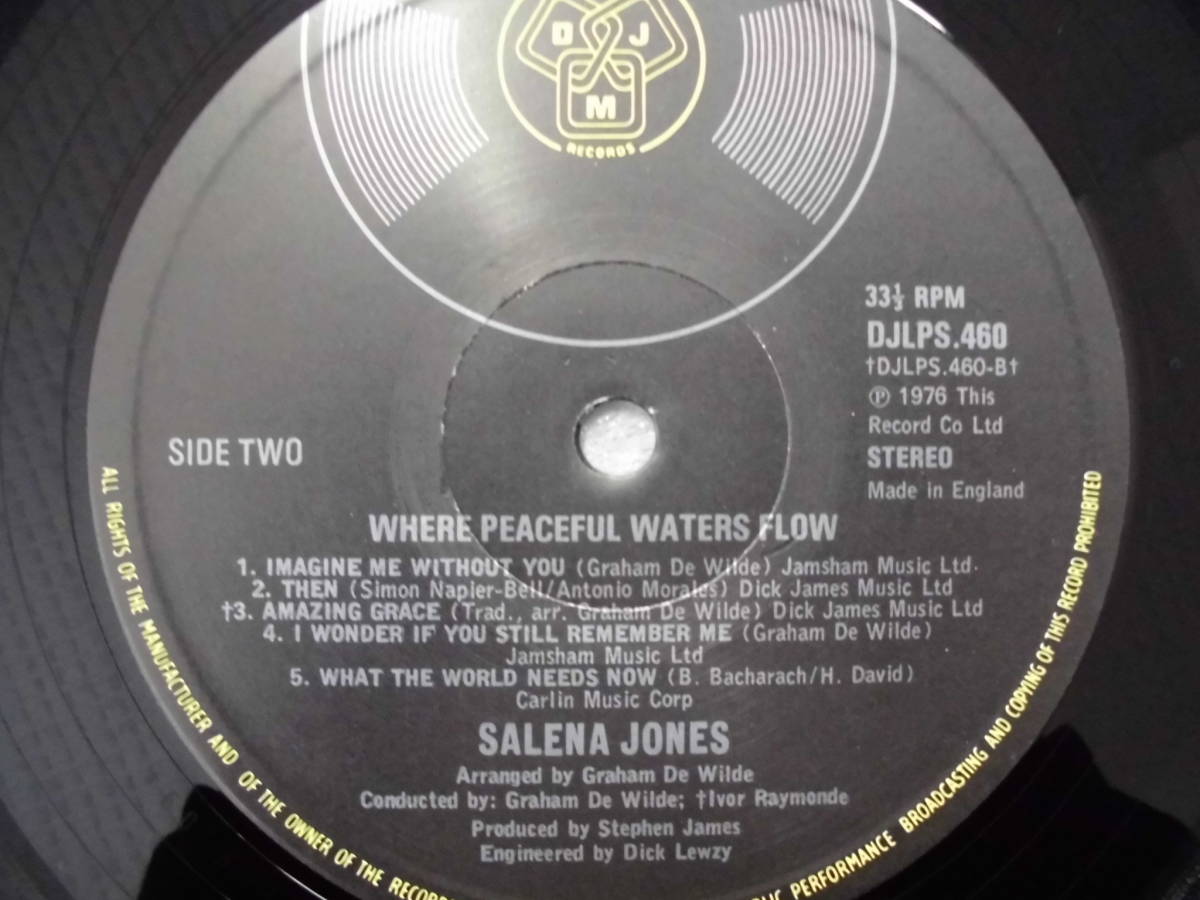 D J
M
RECORDS
33⅓ RPM
DJLPS.460
†DJLPS.460-B†
℗ 1976 This
Record Co Ltd
STEREO
Made in England
SIDE TWO
WHERE PEACEFUL WATERS FLOW
1. IMAGINE ME WITHOUT YOU (Graham De Wilde) Jamsham Music Ltd.
2. THEN (Simon Napier-Bell/Antonio Morales) Dick James Music Ltd
†3. AMAZING GRACE (Trad., arr. Graham De Wilde) Dick James Music Ltd
4. I WONDER IF YOU STILL REMEMBER ME (Graham De Wilde)
Jamsham Music Ltd
5. WHAT THE WORLD NEEDS NOW (B. Bacharach/H. David)
Carlin Music Corp
SALENA JONES
Arranged by Graham De Wilde
Conducted by: Graham De Wilde; †Ivor Raymonde
Produced by Stephen James
Engineered by Dick Lewzy
ALL RIGHTS OF THE MANUFACTURER AND OF THE OWNER OF THE RECOR
PERFORMANCE BROADCASTING AND COPYING OF THIS RECORD PROHIBITED